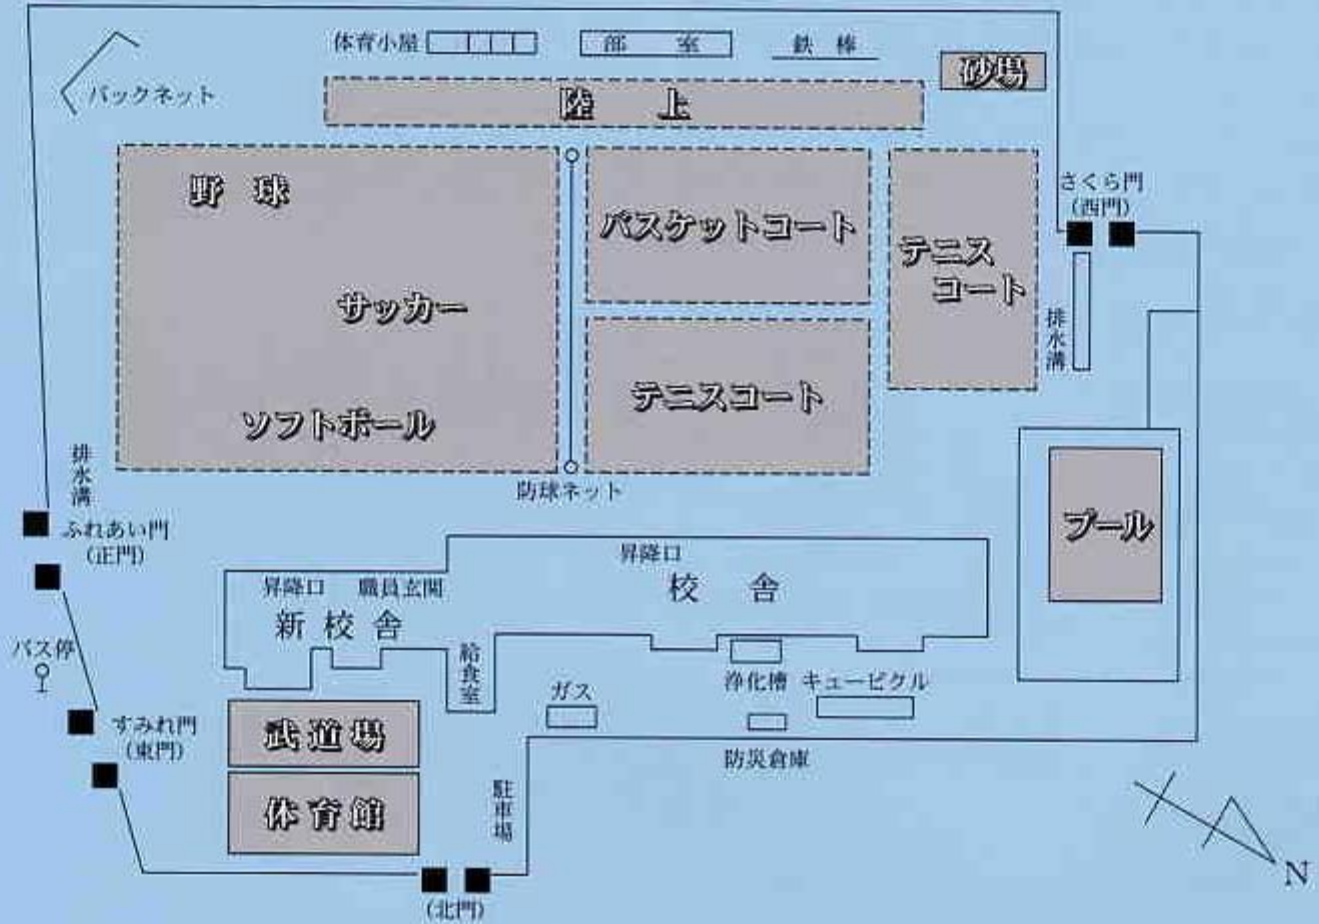 体育小屋
部　室
鉄棒
砂場
バックネット
陸　上
さくら門
(西門)
野　球
バスケットコート
テニス
コート
サッカー
排水溝
テニスコート
ソフトボール
排水溝
防球ネット
プール
ふれあい門
(正門)
昇降口
昇降口　職員玄関
校　舎
新校舎
バス停
給食室
ガス
浄化槽
キュービクル
すみれ門
(東門)
武道場
防災倉庫
体育館
駐車場
N
(北門)